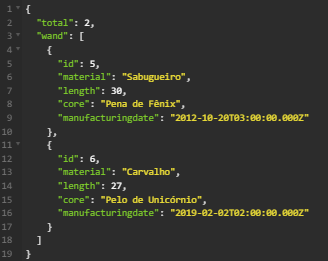 1 {
2 "total": 2,
3 "wand": [
4 {
5 "id": 5,
6 "material": "Sabugueiro",
7 "length": 30,
8 "core": "Pena de Fênix",
9 "manufacturingdate": "2012-10-20T03:00:00.000Z"
10 },
11 {
12 "id": 6,
13 "material": "Carvalho",
14 "length": 27,
15 "core": "Pelo de Unicórnio",
16 "manufacturingdate": "2019-02-02T02:00:00.000Z"
17 }
18 ]
19 }